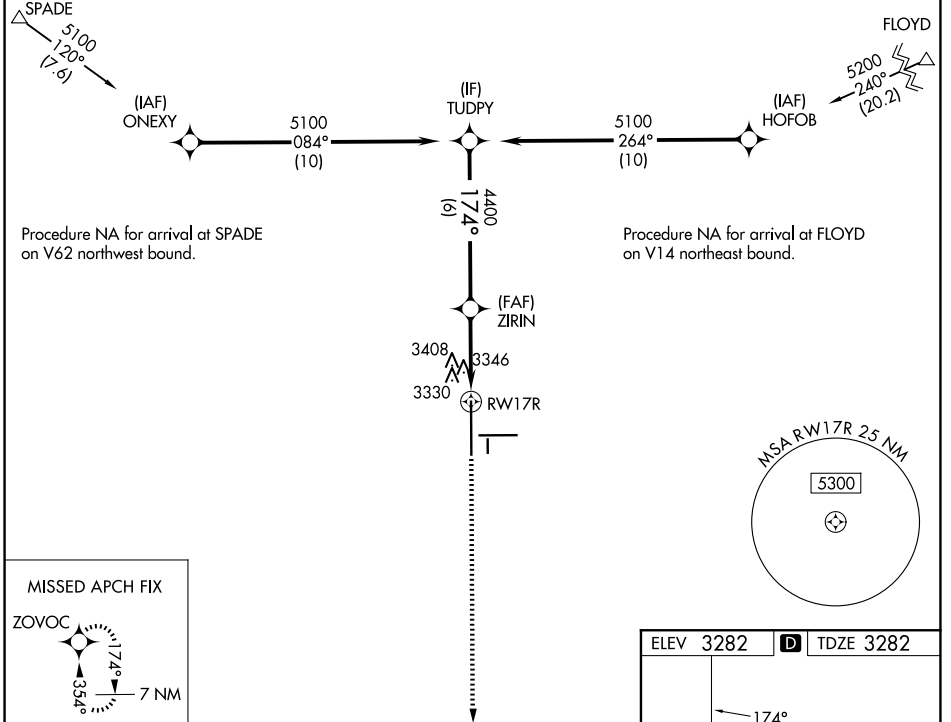 SPADE
5100
120°
(7.6)
FLOYD
5200
240°
(20.2)
(IAF)
ONEXY
5100
084°
(10)
(IF)
TUDPY
5100
264°
(10)
(IAF)
HOFOB
4400
174°
(6)
Procedure NA for arrival at SPADE
on V62 northwest bound.
Procedure NA for arrival at FLOYD
on V14 northeast bound.
(FAF)
ZIRIN
3408
3346
3330
RW17R
MSA RW17R 25 NM
5300
MISSED APCH FIX
ZOVOC
174°
354°
7 NM
ELEV 3282 D TDZE 3282
174°